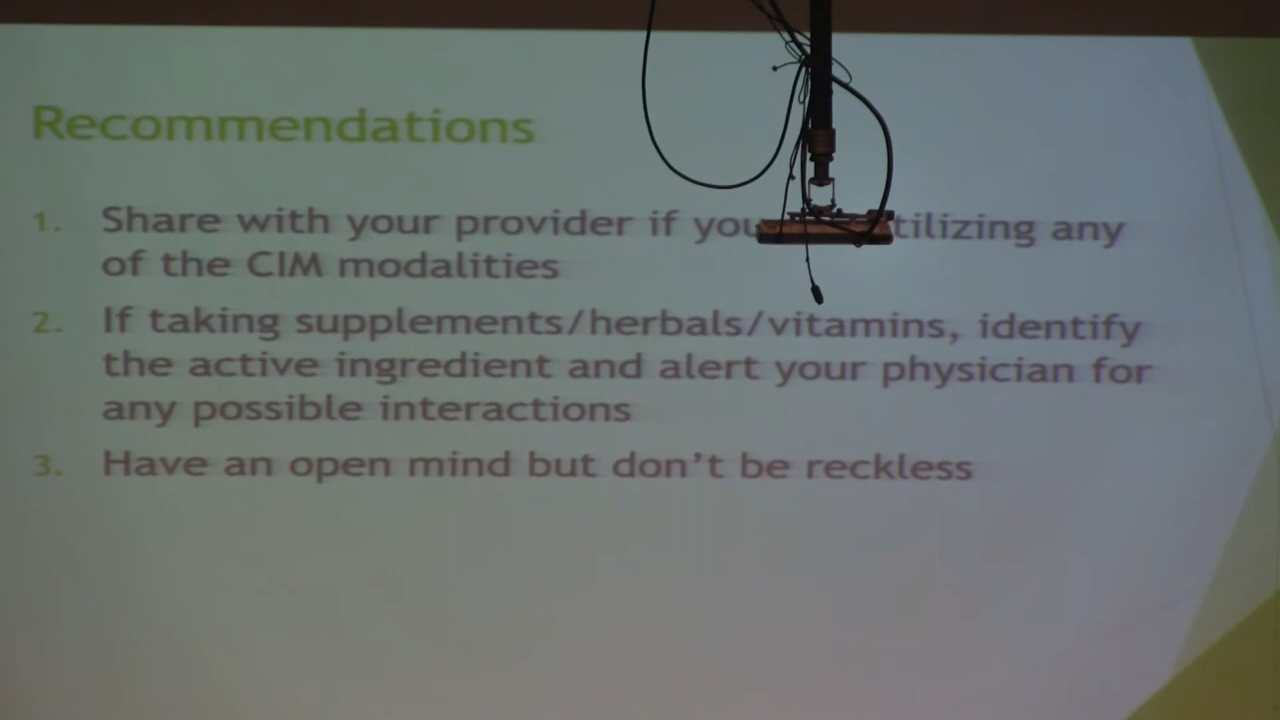 Recommendations
1. Share with your provider if you tilizing any
of the CIM modalities
2. If taking supplements/herbals/vitamins, identify
the active ingredient and alert your physician for
any possible interactions
3. Have an open mind but don't be reckless